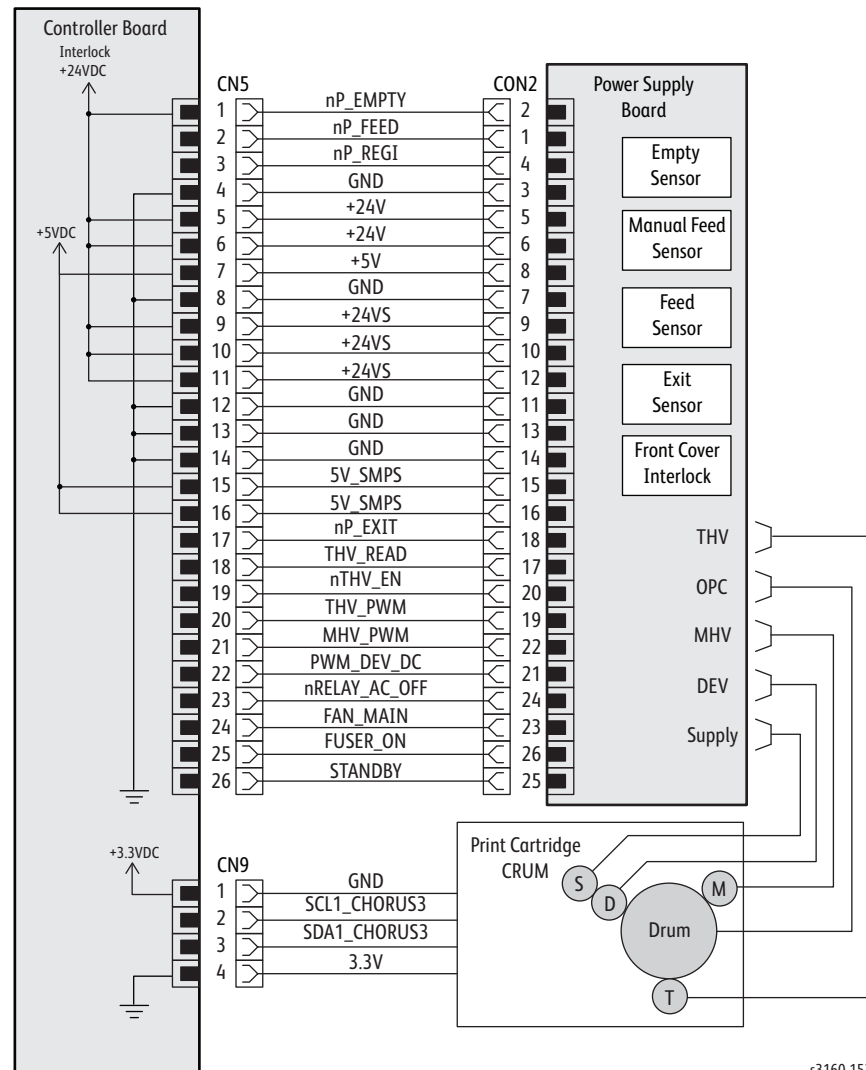 Controller Board
Interlock
+24VDC
+5VDC
CN5
CON2
Power Supply
Board
1 nP_EMPTY 2
2 nP_FEED 1
3 nP_REGI 4
4 GND 3
5 +24V 5
6 +24V 6
7 +5V 8
8 GND 7
9 +24VS 9
10 +24VS 10
11 +24VS 12
12 GND 11
13 GND 13
14 GND 14
15 5V_SMPS 15
16 5V_SMPS 16
17 nP_EXIT 18
18 THV_READ 17
19 nTHV_EN 20
20 THV_PWM 19
21 MHV_PWM 22
22 PWM_DEV_DC 21
23 nRELAY_AC_OFF 24
24 FAN_MAIN 23
25 FUSER_ON 26
26 STANDBY 25
Empty
Sensor
Manual Feed
Sensor
Feed
Sensor
Exit
Sensor
Front Cover
Interlock
THV
OPC
MHV
DEV
Supply
+3.3VDC
CN9
1 GND
2 SCL1_CHORUS3
3 SDA1_CHORUS3
4 3.3V
Print Cartridge
CRUM
S
D
M
Drum
T